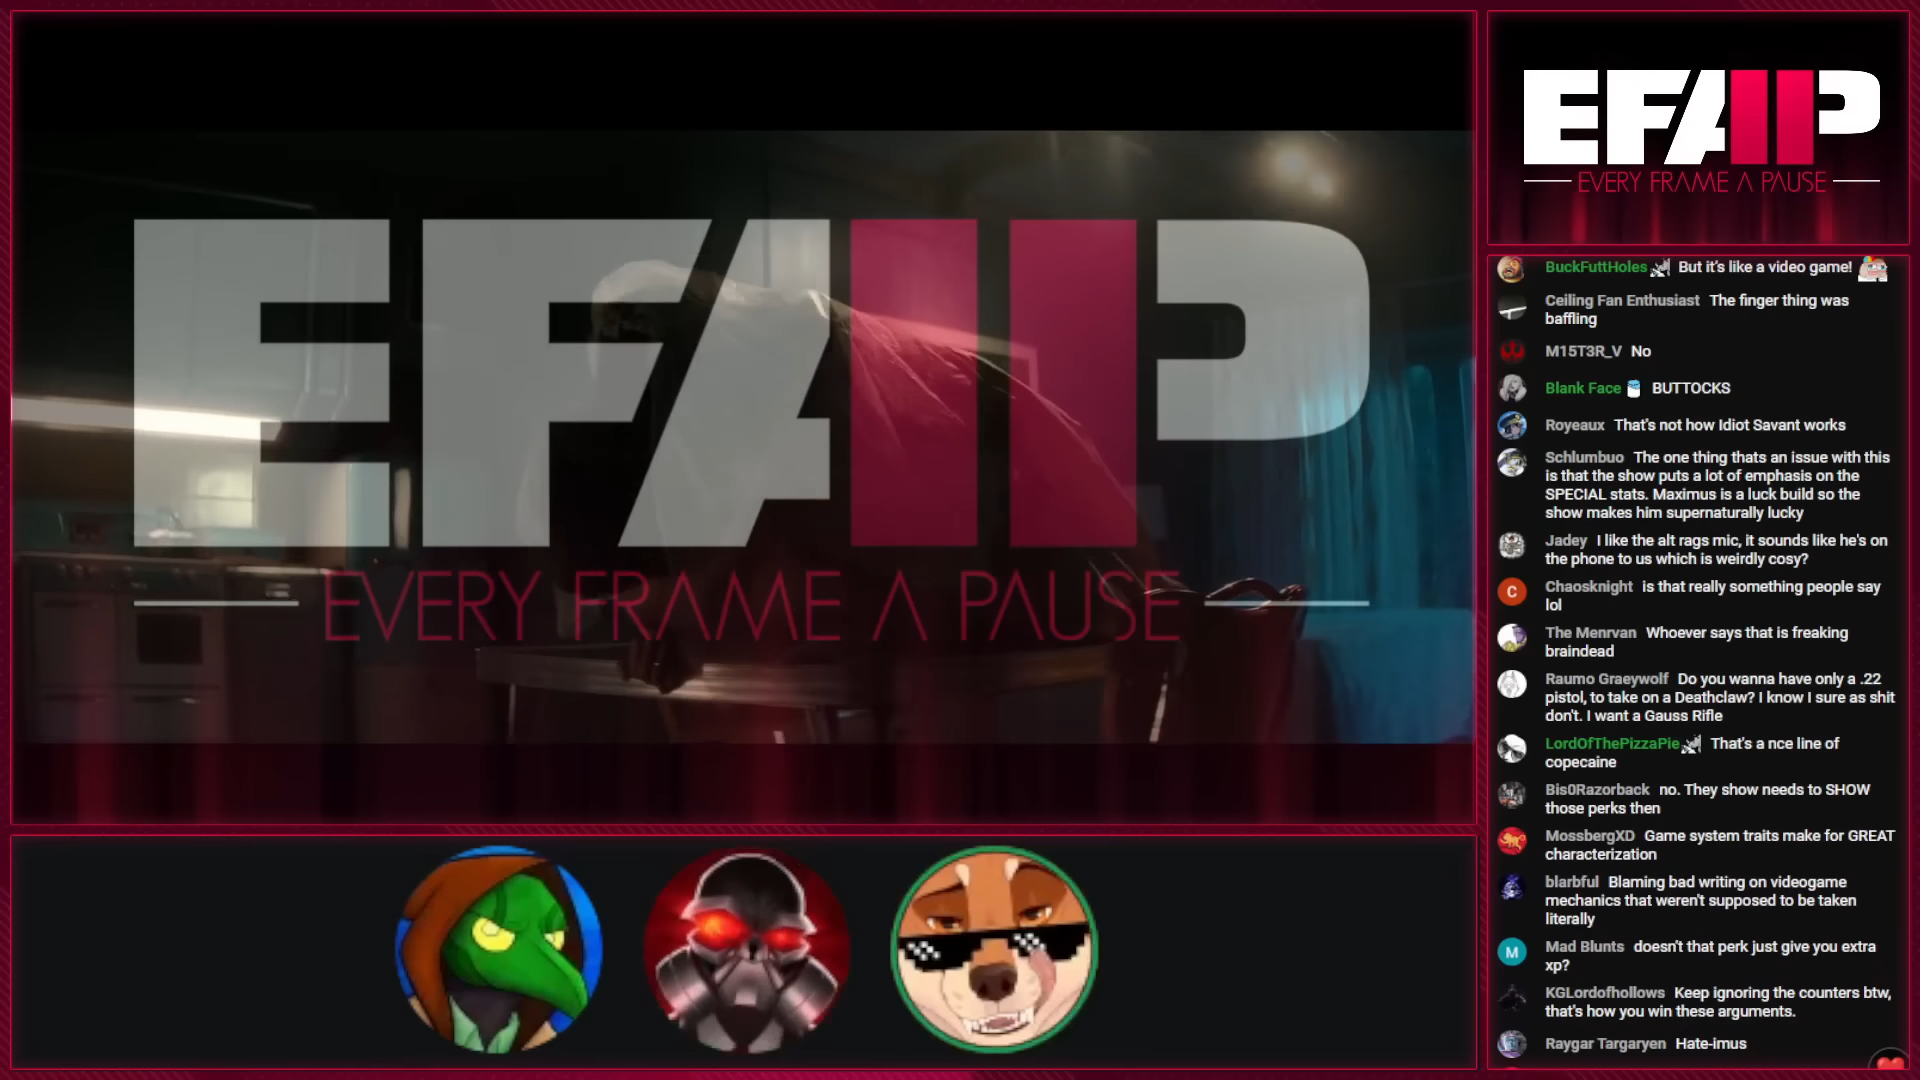 EFAP
EVERY FRAME A PAUSE
EFAP
EVERY FRAME A PAUSE
BuckFuttHoles But it's like a video game!
Ceiling Fan Enthusiast The finger thing was
baffling
M15T3R_V No
Blank Face BUTTOCKS
Royeaux That's not how Idiot Savant works
Schlumbuo The one thing thats an issue with this
is that the show puts a lot of emphasis on the
SPECIAL stats. Maximus is a luck build so the
show makes him supernaturally lucky
Jadey I like the alt rags mic, it sounds like he's on
the phone to us which is weirdly cosy?
C
Chaosknight is that really something people say
lol
The Menrvan Whoever says that is freaking
braindead
Raumo Graeywolf Do you wanna have only a .22
pistol, to take on a Deathclaw? I know I sure as shit
don't. I want a Gauss Rifle
LordOfThePizzaPie That's a nce line of
copecaine
Bis0Razorback no. They show needs to SHOW
those perks then
MossbergXD Game system traits make for GREAT
characterization
blarbful Blaming bad writing on videogame
mechanics that weren't supposed to be taken
literally
M
Mad Blunts doesn't that perk just give you extra
xp?
KGLordofhollows Keep ignoring the counters btw,
that's how you win these arguments.
Raygar Targaryen Hate-imus